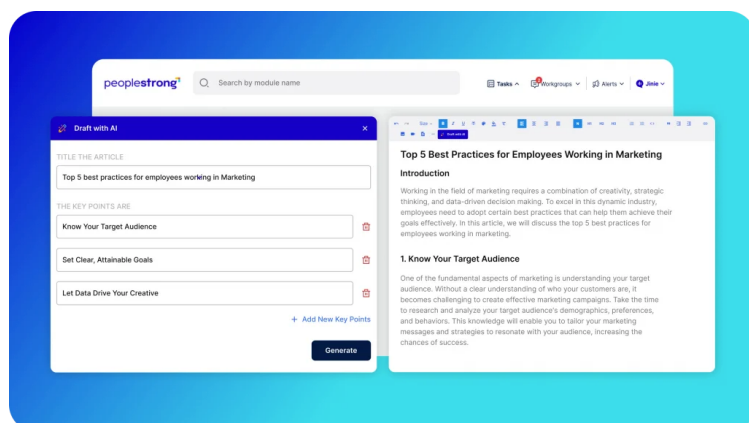 peoplestrong
Search by module name
Tasks
2
Workgroups
Alerts
Jinie
Draft with AI
TITLE THE ARTICLE
Top 5 best practices for employees working in Marketing
THE KEY POINTS ARE
Know Your Target Audience
Set Clear, Attainable Goals
Let Data Drive Your Creative
+ Add New Key Points
Generate
Size
Draft with AI
Top 5 Best Practices for Employees Working in Marketing
Introduction
Working in the field of marketing requires a combination of creativity, strategic
thinking, and data-driven decision making. To excel in this dynamic industry,
employees need to adopt certain best practices that can help them achieve their
goals effectively. In this article, we will discuss the top 5 best practices for
employees working in marketing.
1. Know Your Target Audience
One of the fundamental aspects of marketing is understanding your target
audience. Without a clear understanding of who your customers are, it
becomes challenging to create effective marketing campaigns. Take the time
to research and analyze your target audience's demographics, preferences,
and behaviors. This knowledge will enable you to tailor your marketing
messages and strategies to resonate with your audience, increasing the
chances of success.